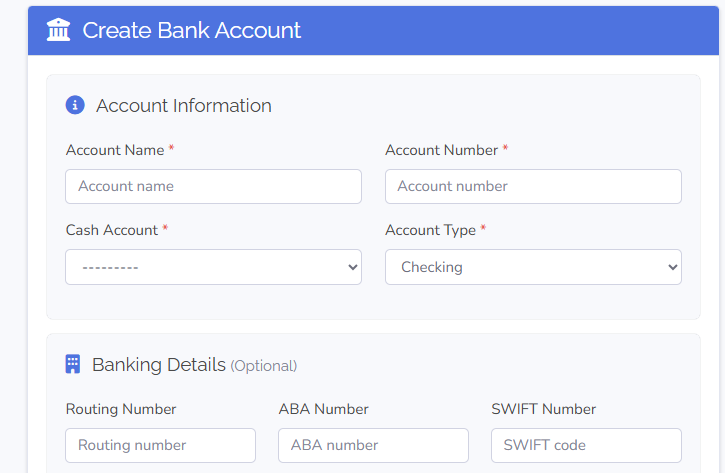 Create Bank Account
Account Information
Account Name * Account Number *
Account name Account number
Cash Account * Account Type *
--------- Checking
Banking Details (Optional)
Routing Number ABA Number SWIFT Number
Routing number ABA number SWIFT code